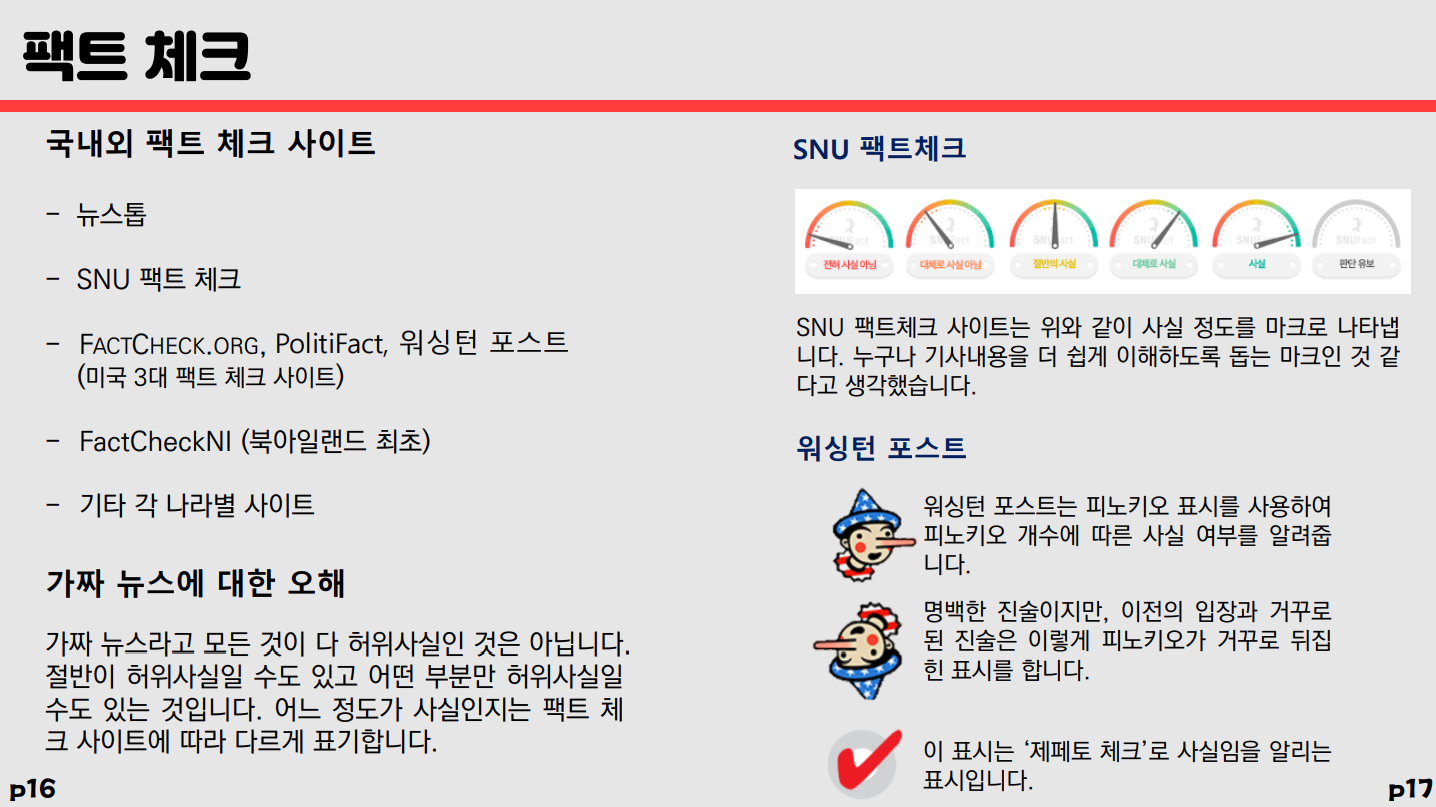 팩트 체크
국내외 팩트 체크 사이트
- 뉴스톱
- SNU 팩트 체크
- FACTCHECK.ORG, PolitiFact, 워싱턴 포스트
(미국 3대 팩트 체크 사이트)
- FactCheckNI (북아일랜드 최초)
- 기타 각 나라별 사이트
가짜 뉴스에 대한 오해
가짜 뉴스라고 모든 것이 다 허위사실인 것은 아닙니다.
절반이 허위사실일 수도 있고 어떤 부분만 허위사실일
수도 있는 것입니다. 어느 정도가 사실인지는 팩트 체
크 사이트에 따라 다르게 표기합니다.
p16
SNU 팩트체크
SNUFact SNUFact SNUFact SNUFact SNUFact SNUFact
전혀 사실 아님 대체로 사실 아님 절반의 사실 대체로 사실 사실 판단 유보
SNU 팩트체크 사이트는 위와 같이 사실 정도를 마크로 나타냅
니다. 누구나 기사내용을 더 쉽게 이해하도록 돕는 마크인 것 같
다고 생각했습니다.
워싱턴 포스트
워싱턴 포스트는 피노키오 표시를 사용하여
피노키오 개수에 따른 사실 여부를 알려줍
니다.
명백한 진술이지만, 이전의 입장과 거꾸로
된 진술은 이렇게 피노키오가 거꾸로 뒤집
힌 표시를 합니다.
이 표시는 ‘제페토 체크’로 사실임을 알리는
표시입니다.
p17